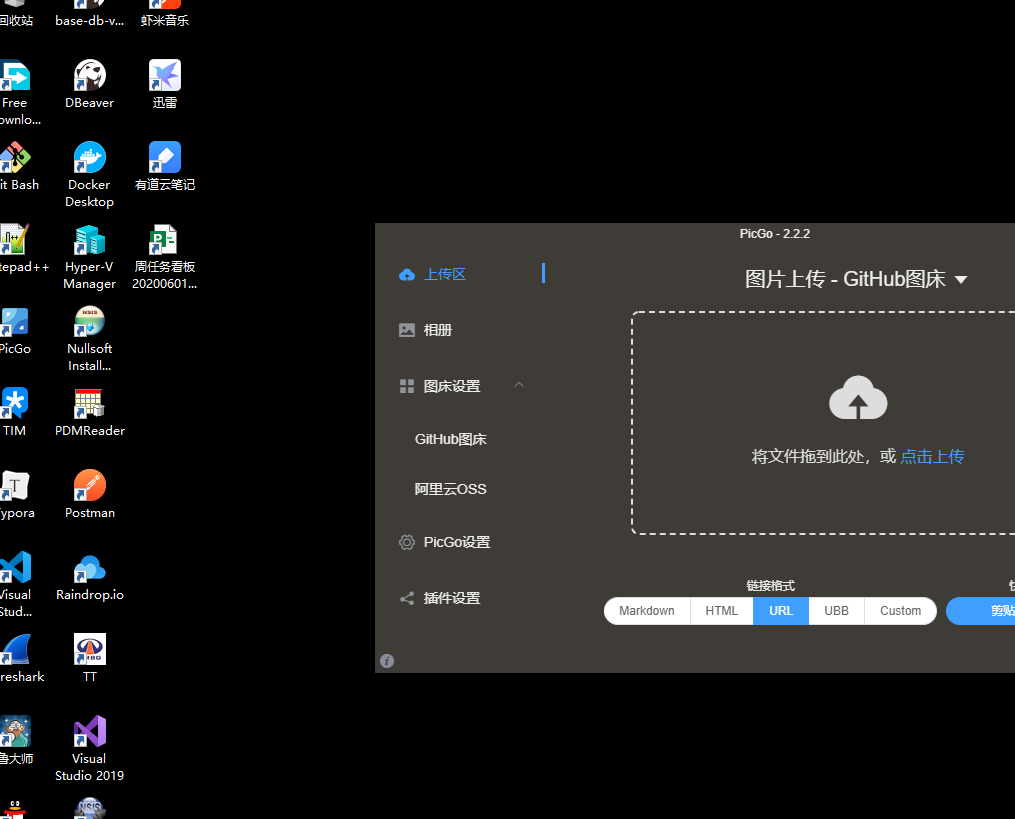 回收站
base-db-v...
虾米音乐
Free
ownlo...
DBeaver
迅雷
it Bash
Docker
Desktop
有道云笔记
tepad++
Hyper-V
Manager
周任务看板
20200601...
PicGo
Nullsoft
Install...
TIM
PDMReader
Typora
Postman
Visual
Stud...
Raindrop.io
reshark
TT
鲁大师
Visual
Studio 2019
PicGo - 2.2.2
上传区
相册
图床设置
GitHub图床
阿里云OSS
PicGo设置
插件设置
图片上传 - GitHub图床
将文件拖到此处，或 点击上传
链接格式
快
Markdown
HTML
URL
UBB
Custom
剪贴